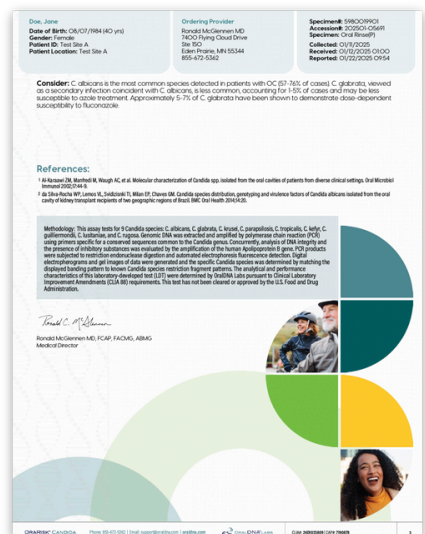 Doe, Jane
Date of Birth: 08/07/1984 (40 yrs)
Gender: Female
Patient ID: Test Site A
Patient Location: Test Site A
Ordering Provider
Ronald McGlennen MD
7400 Flying Cloud Drive
Ste 150
Eden Prairie, MN 55344
855-672-5362
Specimen#: 5980019901
Accession#: 202501-05691
Specimen: Oral Rinse(P)
Collected: 01/11/2025
Received: 01/12/2025 01:00
Reported: 01/22/2025 09:54
Consider: C. albicans is the most common species detected in patients with OC (57-76% of cases). C. glabrata, viewed
as a secondary infection coincident with C. albicans, is less common, accounting for 1-5% of cases and may be less
susceptible to azole treatment. Approximately 5-7% of C. glabrata have been shown to demonstrate dose-dependent
susceptibility to fluconazole.
References:
1 Al-Karaawi ZM, Manfredi M, Waugh AC, et al. Molecular characterization of Candida spp. isolated from the oral cavities of patients from diverse clinical settings. Oral Microbiol
Immunol 2002;17:44-9.
2 da Silva-Rocha WP, Lemos VL, Svidizisnki TI, Milan EP, Chaves GM. Candida species distribution, genotyping and virulence factors of Candida albicans isolated from the oral
cavity of kidney transplant recipients of two geographic regions of Brazil. BMC Oral Health 2014;14:20.
Methodology: This assay tests for 9 Candida species: C. albicans, C. glabrata, C. krusei, C. parapsilosis, C. tropicalis, C. kefyr, C.
guilliermondii, C. lusitaniae, and C. rugosa. Genomic DNA was extracted and amplified by polymerase chain reaction (PCR)
using primers specific for a conserved sequences common to the Candida genus. Concurrently, analysis of DNA integrity and
the presence of inhibitory substances was evaluated by the amplification of the human Apolipoprotein B gene. PCR products
were subjected to restriction endonuclease digestion and automated electrophoresis fluorescence detection. Digital
electropherograms and gel images of data were generated and the specific Candida species was determined by matching the
displayed banding pattern to known Candida species restriction fragment patterns. The analytical and performance
characteristics of this laboratory-developed test (LDT) were determined by OralDNA Labs pursuant to Clinical Laboratory
Improvement Amendments (CLIA 88) requirements. This test has not been cleared or approved by the U.S. Food and Drug
Administration.
Ronald C. McGlennen
Ronald McGlennen MD, FCAP, FACMG, ABMG
Medical Director
ORARISK CANDIDA